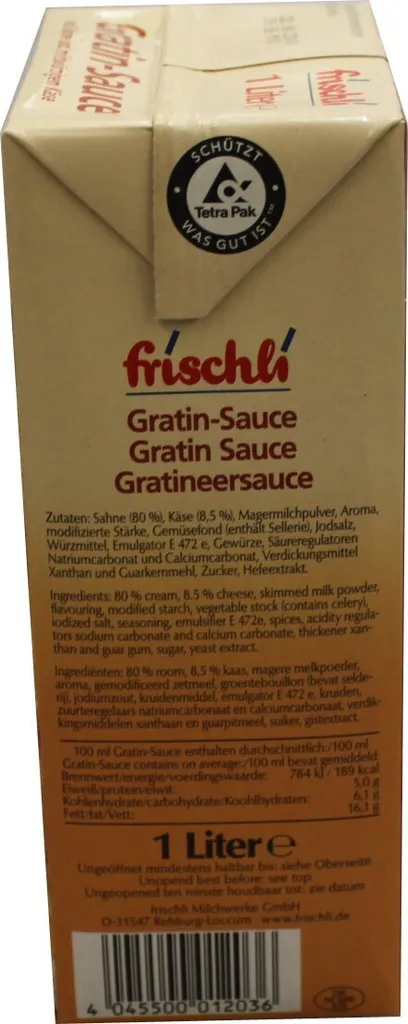 Gratin-Sauce
frischli
1 Liter e
SCHÜTZT
Tetra Pak
WAS GUT IST™
frischli
Gratin-Sauce
Gratin Sauce
Gratineersauce
Zutaten: Sahne (80 %), Käse (8,5 %), Magermilchpulver, Aroma,
modifizierte Stärke, Gemüsefond (enthält Sellerie), Jodsalz,
Würzmittel, Emulgator E 472 e, Gewürze, Säureregulatoren
Natriumcarbonat und Calciumcarbonat, Verdickungsmittel
Xanthan und Guarkernmehl, Zucker, Hefeextrakt.
Ingredients: 80 % cream, 8.5 % cheese, skimmed milk powder,
flavouring, modified starch, vegetable stock (contains celery),
iodized salt, seasoning, emulsifier E 472e, spices, acidity regula-
tors sodium carbonate and calcium carbonate, thickener xan-
than and guar gum, sugar, yeast extract.
Ingrediënten: 80 % room, 8,5 % kaas, magere melkpoeder,
aroma, gemodificeerd zetmeel, groentebouillon (bevat selde-
rij), jodiumzout, kruidenmiddel, emulgator E 472 e, kruiden,
zuurteregelaars natriumcarbonaat en calciumcarbonaat, verdik-
kingsmiddelen xanthaan en guarpitmeel, suiker, gistextract.
100 ml Gratin-Sauce enthalten durchschnittlich:/100 ml
Gratin-Sauce contains on average:/100 ml bevat gemiddeld:
Brennwert/energie/voerdingswaarde: 784 kJ / 189 kcal
Eiweiß/protein/eiwit: 5,0 g
Kohlenhydrate/carbohydrate/Koolhlydraten: 6,1 g
Fett/fat/Vett: 16,1 g
1 Liter e
Ungeöffnet mindestens haltbar bis: siehe Oberseite
Unopend best before: see top
Ungeopened ten minste houdbaar tot: zie datum
frischli Milchwerke GmbH
D-31547 Rehburg-Loccum · www.frischli.de
4 045500 012036